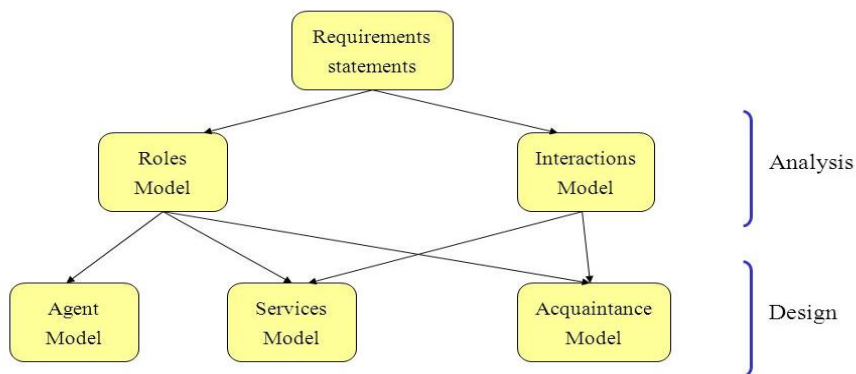 Requirements
statements
Roles
Model
Interactions
Model
Analysis
Agent
Model
Services
Model
Acquaintance
Model
Design